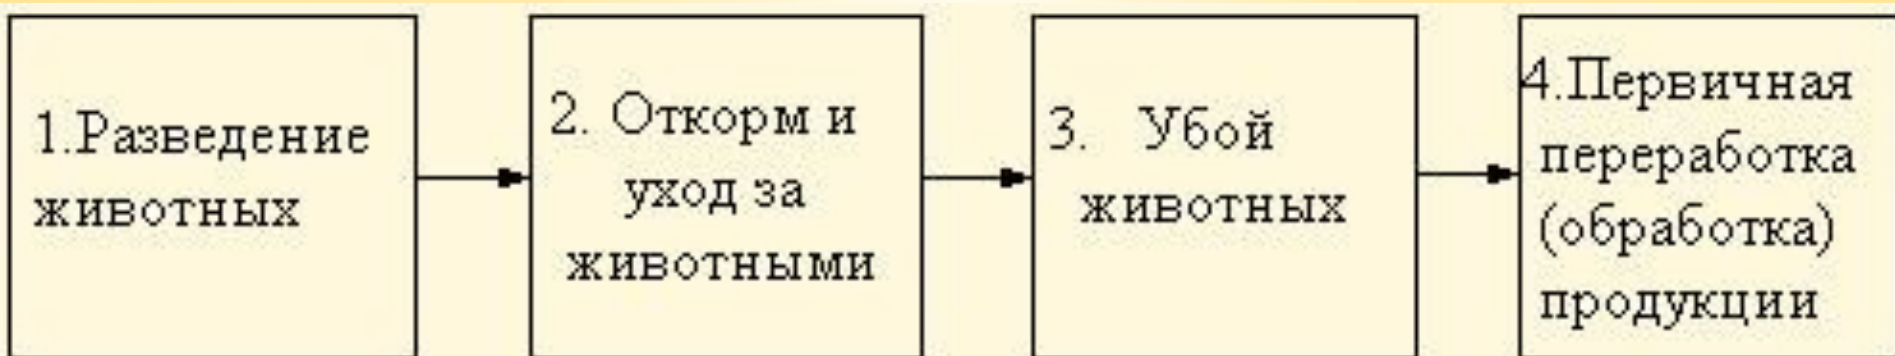 1.Разведение
животных
2. Откорм и
уход за
животными
3. Убой
животных
4.Первичная
переработка
(обработка)
продукции